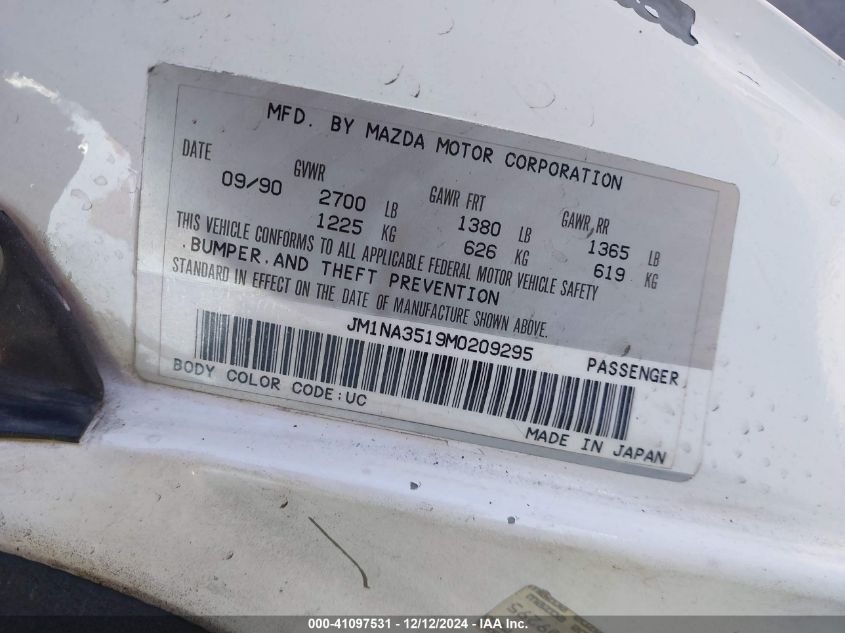 MFD. BY MAZDA MOTOR CORPORATION
DATE GVWR GAWR FRT GAWR RR
09/90 2700 LB 1380 LB 1365 LB
1225 KG 626 KG 619 KG
THIS VEHICLE CONFORMS TO ALL APPLICABLE FEDERAL MOTOR VEHICLE SAFETY
.BUMPER.AND THEFT PREVENTION
STANDARD IN EFFECT ON THE DATE OF MANUFACTURE SHOWN ABOVE.
JM1NA3519M0209295 PASSENGER
BODY COLOR CODE:UC
MADE IN JAPAN
000-41097531 - 12/12/2024 - IAA Inc.